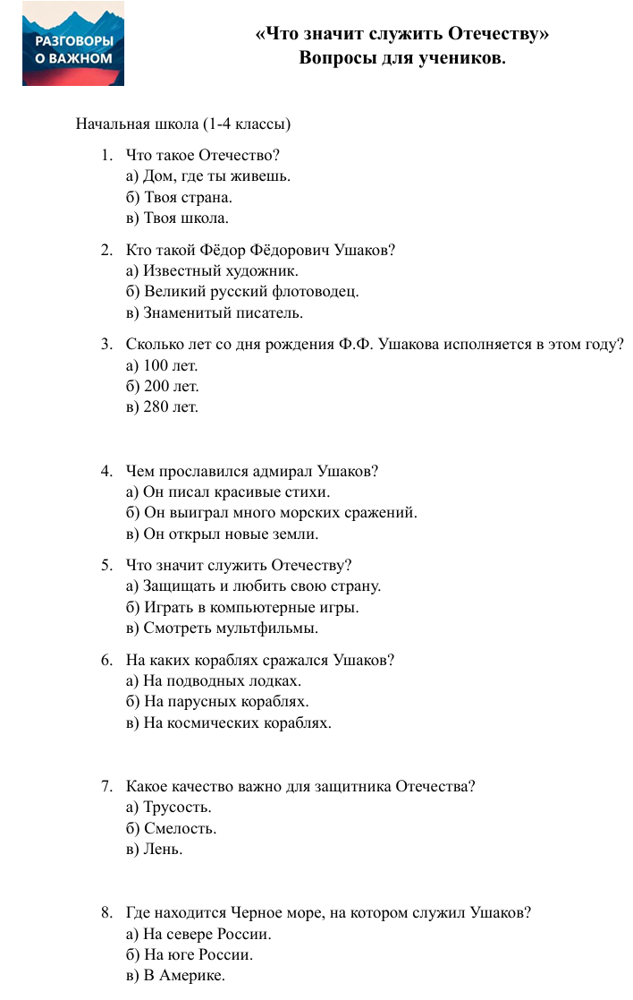 РАЗГОВОРЫ
О ВАЖНОМ
«Что значит служить Отечеству»
Вопросы для учеников.
Начальная школа (1-4 классы)
1. Что такое Отечество?
а) Дом, где ты живешь.
б) Твоя страна.
в) Твоя школа.
2. Кто такой Фёдор Фёдорович Ушаков?
а) Известный художник.
б) Великий русский флотоводец.
в) Знаменитый писатель.
3. Сколько лет со дня рождения Ф.Ф. Ушакова исполняется в этом году?
а) 100 лет.
б) 200 лет.
в) 280 лет.
4. Чем прославился адмирал Ушаков?
а) Он писал красивые стихи.
б) Он выиграл много морских сражений.
в) Он открыл новые земли.
5. Что значит служить Отечеству?
а) Защищать и любить свою страну.
б) Играть в компьютерные игры.
в) Смотреть мультфильмы.
6. На каких кораблях сражался Ушаков?
а) На подводных лодках.
б) На парусных кораблях.
в) На космических кораблях.
7. Какое качество важно для защитника Отечества?
а) Трусость.
б) Смелость.
в) Лень.
8. Где находится Черное море, на котором служил Ушаков?
а) На севере России.
б) На юге России.
в) В Америке.